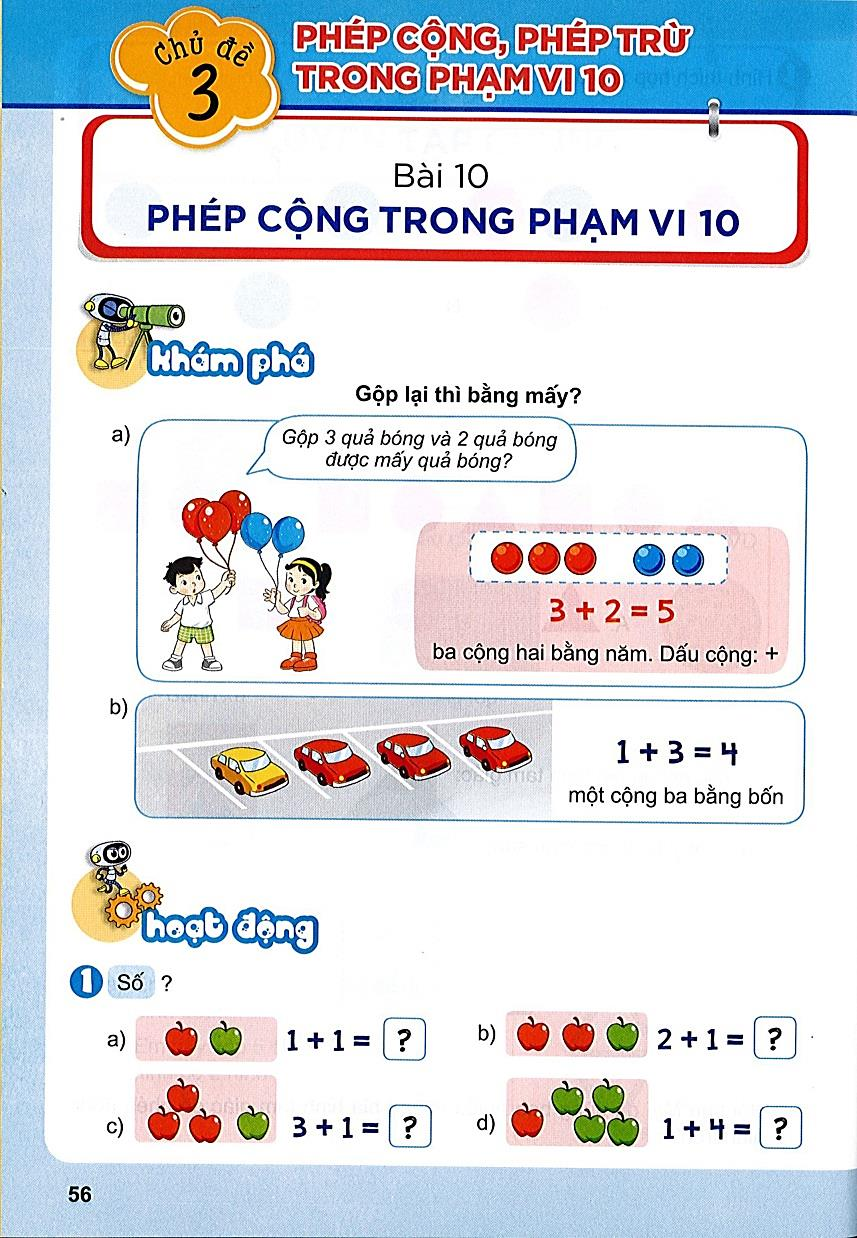 Chủ đề
3
PHÉP CỘNG, PHÉP TRỪ
TRONG PHẠM VI 10
Bài 10
PHÉP CỘNG TRONG PHẠM VI 10
khám phá
Gộp lại thì bằng mấy?
a)
Gộp 3 quả bóng và 2 quả bóng
được mấy quả bóng?
3 + 2 = 5
ba cộng hai bằng năm. Dấu cộng: +
b)
1 + 3 = 4
một cộng ba bằng bốn
hoạt động
1 Số ?
a) 1 + 1 = ?
b) 2 + 1 = ?
c) 3 + 1 = ?
d) 1 + 4 = ?
56